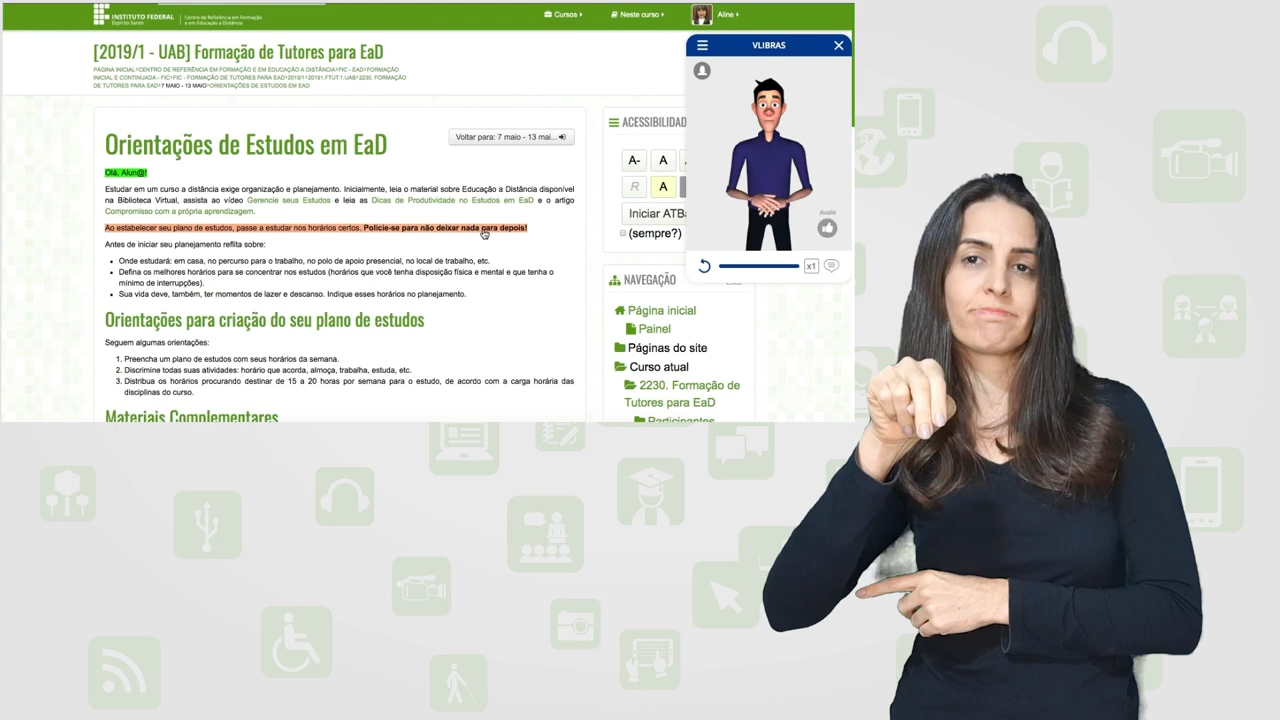 INSTITUTO FEDERAL
Espírito Santo
Centro de Referência em Formação
e em Educação a Distância
Cursos
Neste curso
Aline
[2019/1 - UAB] Formação de Tutores para EaD
PÁGINA INICIAL›CENTRO DE REFERÊNCIA EM FORMAÇÃO E EM EDUCAÇÃO A DISTÂNCIA›FIC - EAD›FORMAÇÃO
INICIAL E CONTINUADA - FIC›FIC - FORMAÇÃO DE TUTORES PARA EAD›2019/1›20191.FTUT.1.UAB›2230. FORMAÇÃO
DE TUTORES PARA EAD›7 MAIO - 13 MAIO›ORIENTAÇÕES DE ESTUDOS EM EAD
Orientações de Estudos em EaD
Voltar para: 7 maio - 13 mai...
Olá, Alun@!
Estudar em um curso a distância exige organização e planejamento. Inicialmente, leia o material sobre Educação a Distância disponível
na Biblioteca Virtual, assista ao vídeo Gerencie seus Estudos e leia as Dicas de Produtividade no Estudos em EaD e o artigo
Compromisso com a própria aprendizagem.
Ao estabelecer seu plano de estudos, passe a estudar nos horários certos. Policie-se para não deixar nada para depois!
Antes de iniciar seu planejamento reflita sobre:
• Onde estudará: em casa, no percurso para o trabalho, no polo de apoio presencial, no local de trabalho, etc.
• Defina os melhores horários para se concentrar nos estudos (horários que você tenha disposição física e mental e que tenha o
mínimo de interrupções).
• Sua vida deve, também, ter momentos de lazer e descanso. Indique esses horários no planejamento.
Orientações para criação do seu plano de estudos
Seguem algumas orientações:
1. Preencha um plano de estudos com seus horários da semana.
2. Discrimine todas suas atividades: horário que acorda, almoça, trabalha, estuda, etc.
3. Distribua os horários procurando destinar de 15 a 20 horas por semana para o estudo, de acordo com a carga horária das
disciplinas do curso.
Materiais Complementares
ACESSIBILIDAD
A- A
R A
Iniciar ATBa
(sempre?)
NAVEGAÇÃO
Página inicial
Painel
Páginas do site
Curso atual
2230. Formação de
Tutores para EaD
Participantes
VLIBRAS
Avalie
x1